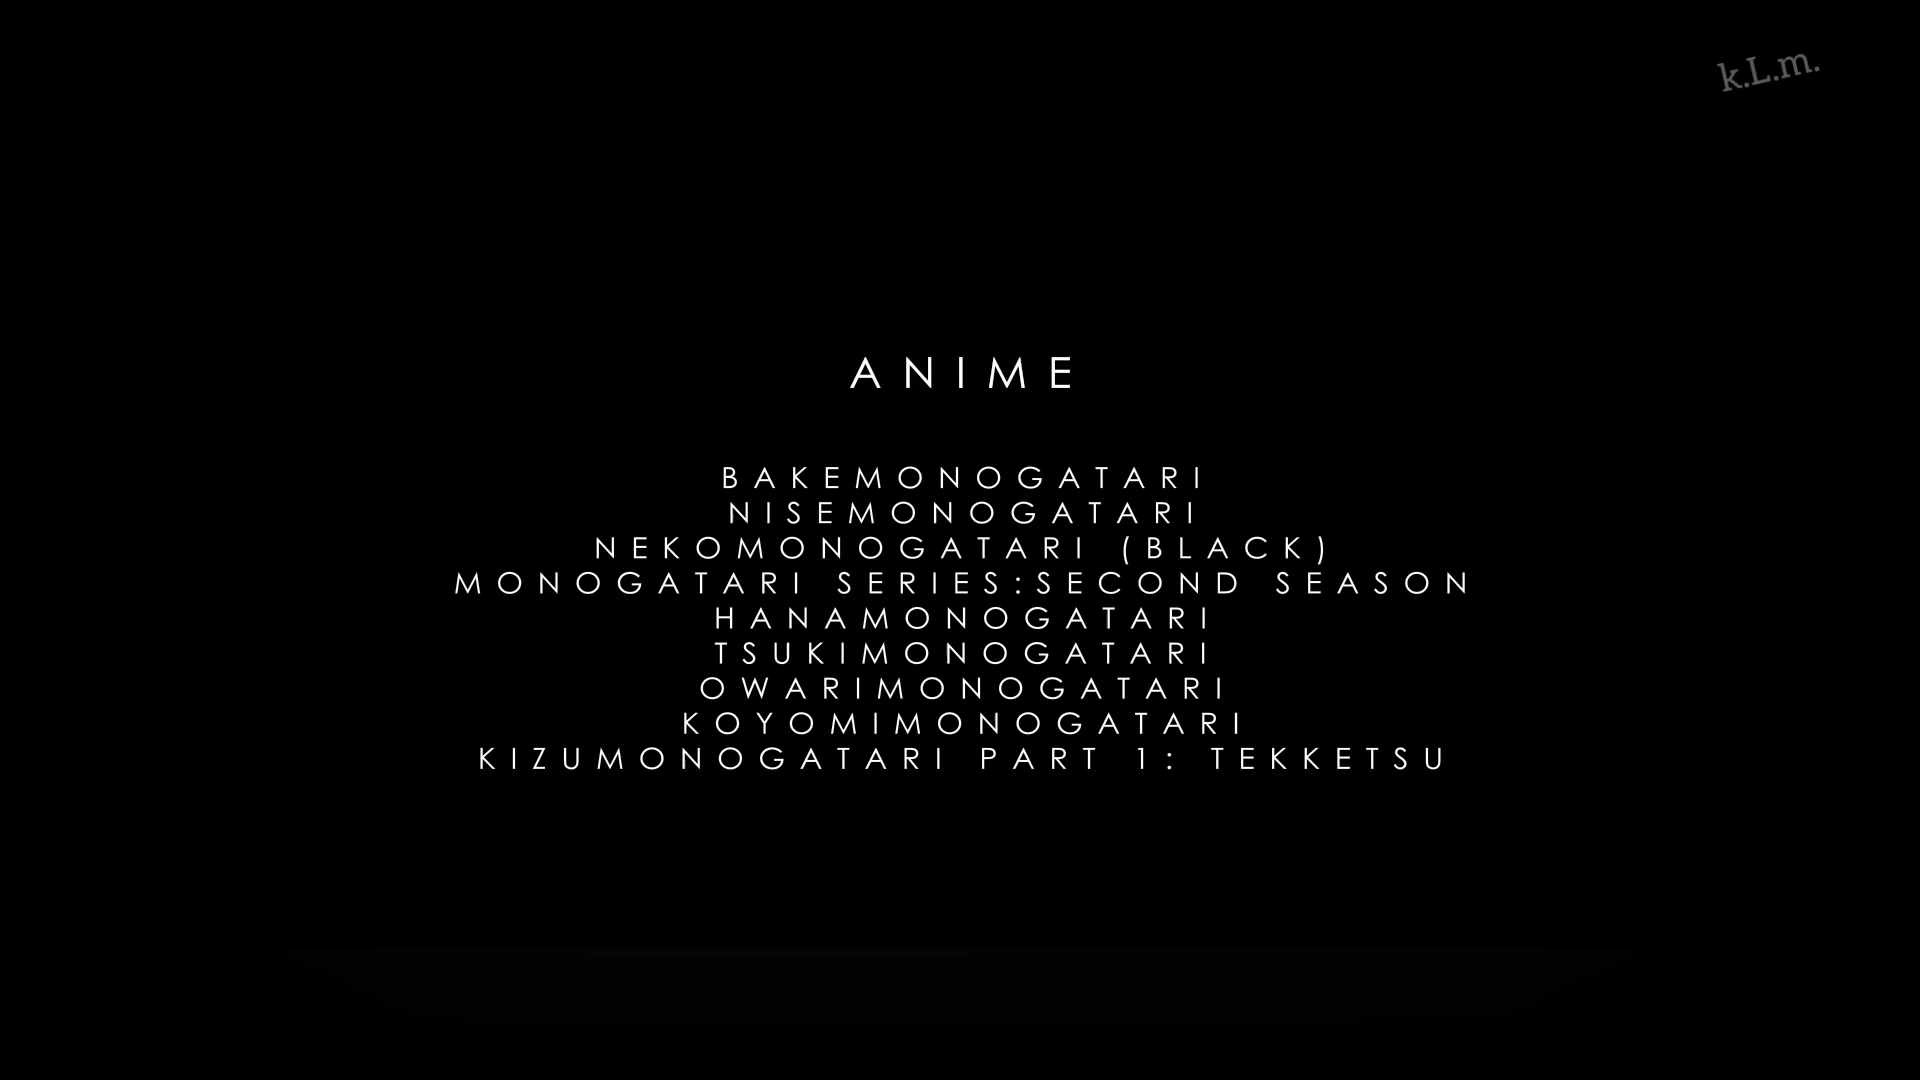 k.L.m.
ANIME
BAKEMONOGATARI
NISEMONOGATARI
NEKOMONOGATARI (BLACK)
MONOGATARI SERIES:SECOND SEASON
HANAMONOGATARI
TSUKIMONOGATARI
OWARIMONOGATARI
KOYOMIMONOGATARI
KIZUMONOGATARI PART 1: TEKKETSU